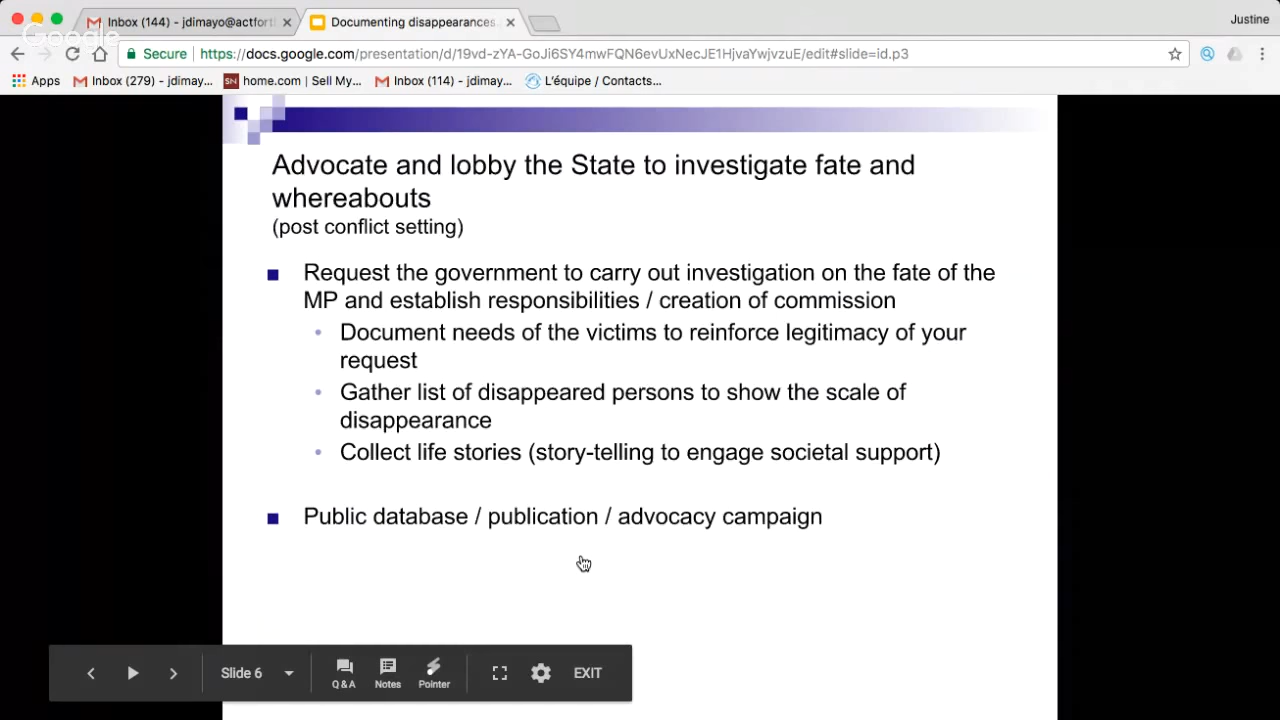 Inbox (144) - jdimayo@actfort
Documenting disappearances
Justine
Google
Secure
https://docs.google.com/presentation/d/19vd-zYA-GoJi6SY4mwFQN6evUxNecJE1HjvaYwjvzuE/edit#slide=id.p3
Apps
Inbox (279) - jdimay...
SN home.com | Sell My...
Inbox (114) - jdimay...
L'équipe / Contacts...
Advocate and lobby the State to investigate fate and
whereabouts
(post conflict setting)
Request the government to carry out investigation on the fate of the
MP and establish responsibilities / creation of commission
Document needs of the victims to reinforce legitimacy of your
request
Gather list of disappeared persons to show the scale of
disappearance
Collect life stories (story-telling to engage societal support)
Public database / publication / advocacy campaign
Slide 6
Q & A
Notes
Pointer
EXIT